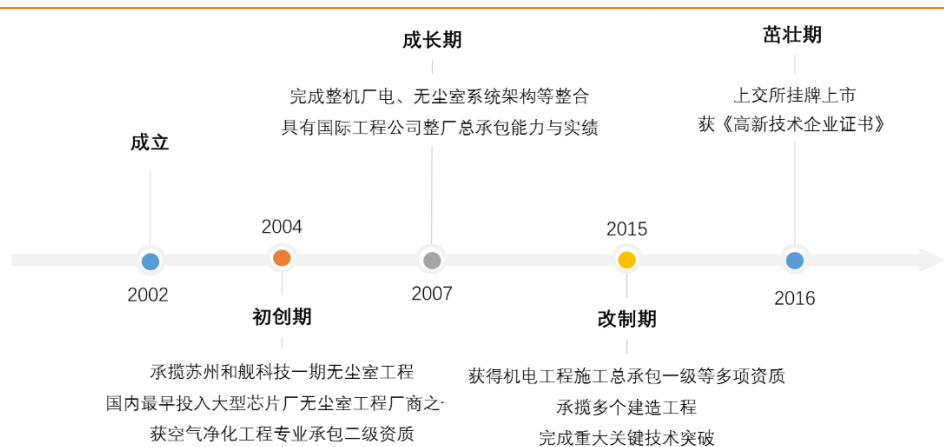 成立
2002
2004
初创期
承揽苏州和舰科技一期无尘室工程
国内最早投入大型芯片厂无尘室工程厂商之
获空气净化工程专业承包二级资质
成长期
完成整机厂电、无尘室系统架构等整合
具有国际工程公司整厂总承包能力与实绩
2007
2015
改制期
获得机电工程施工总承包一级等多项资质
承揽多个建造工程
完成重大关键技术突破
茁壮期
上交所挂牌上市
获《高新技术企业证书》
2016